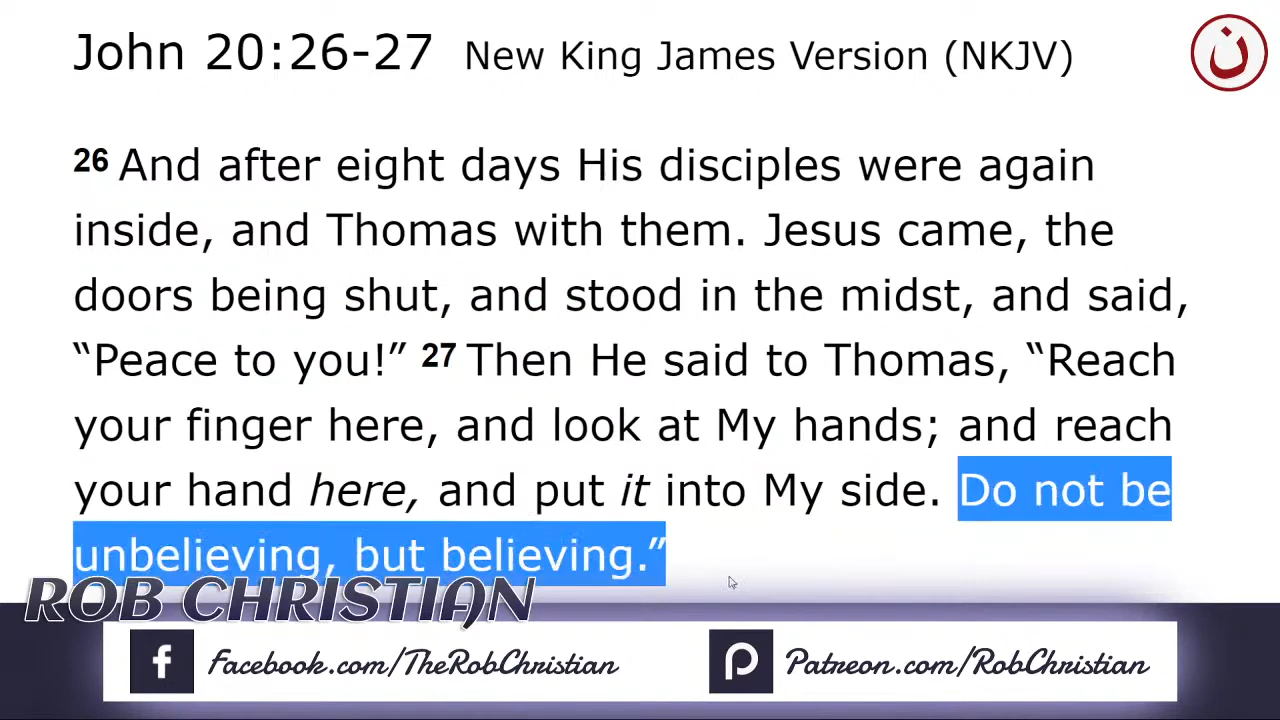 John 20:26-27 New King James Version (NKJV)
ن
26 And after eight days His disciples were again
inside, and Thomas with them. Jesus came, the
doors being shut, and stood in the midst, and said,
“Peace to you!” 27 Then He said to Thomas, “Reach
your finger here, and look at My hands; and reach
your hand here, and put it into My side. Do not be
unbelieving, but believing.”
ROB CHRISTIAN
Facebook.com/TheRobChristian
Patreon.com/RobChristian